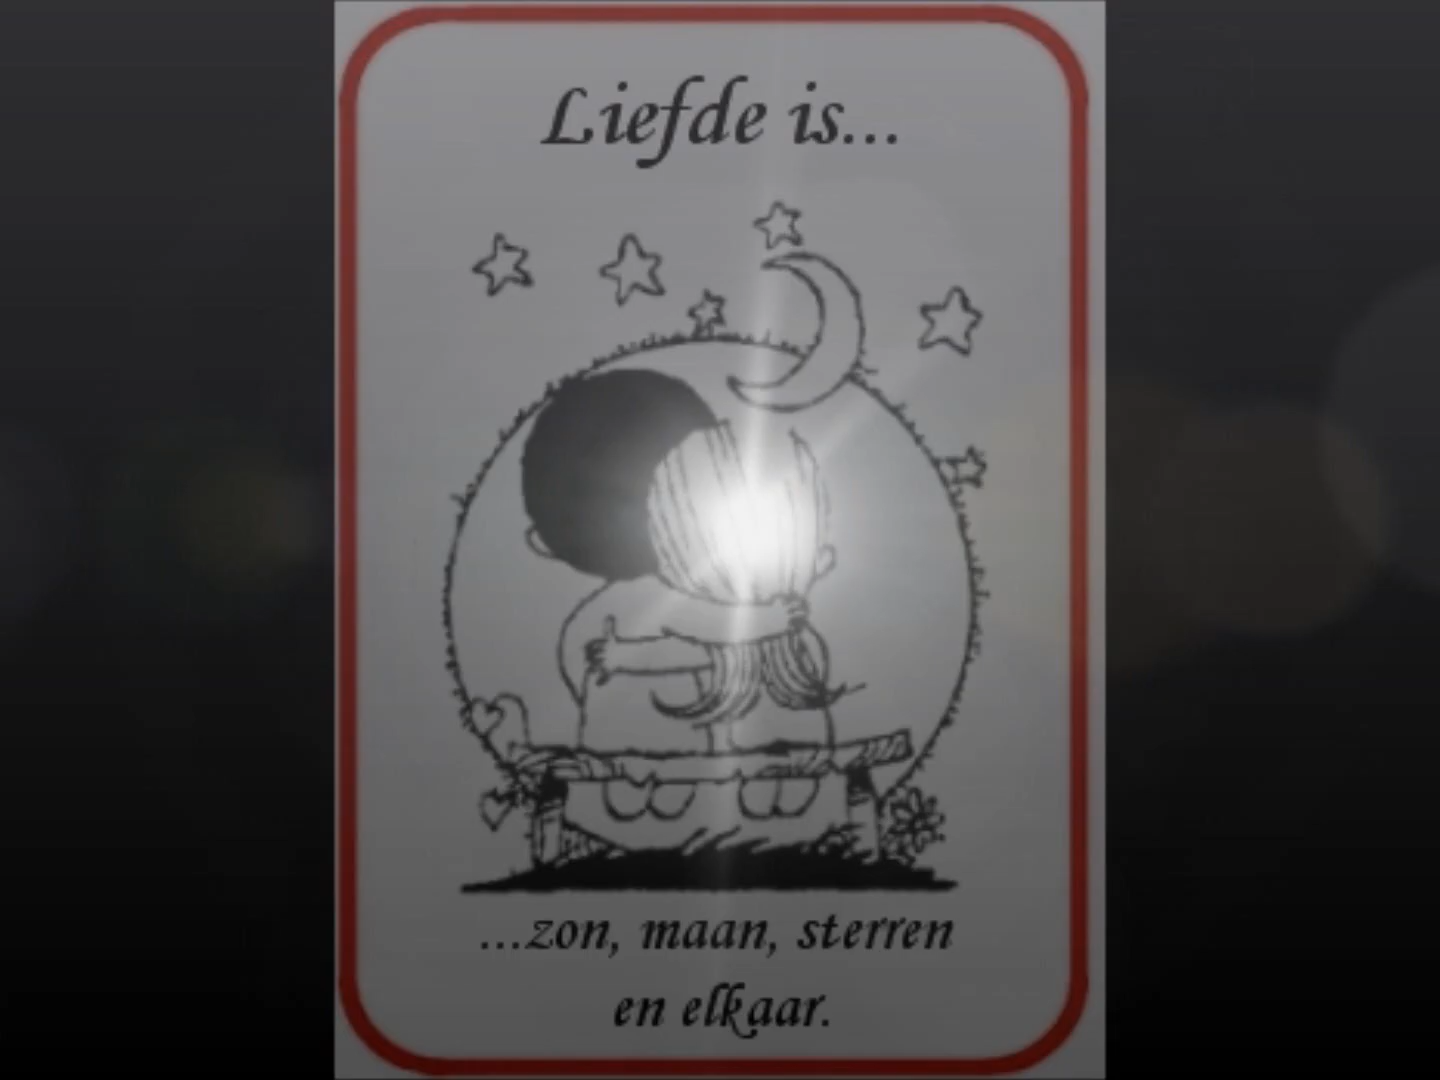 Liefde is...
...zon, maan, sterren
en elkaar.